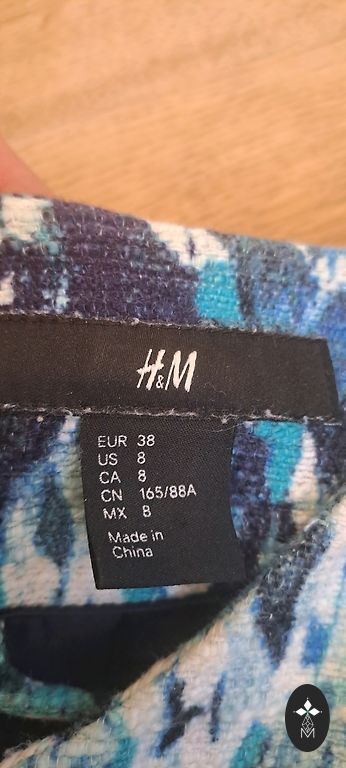 H&M
EUR 38
US 8
CA 8
CN 165/88A
MX 8
Made in
China
M